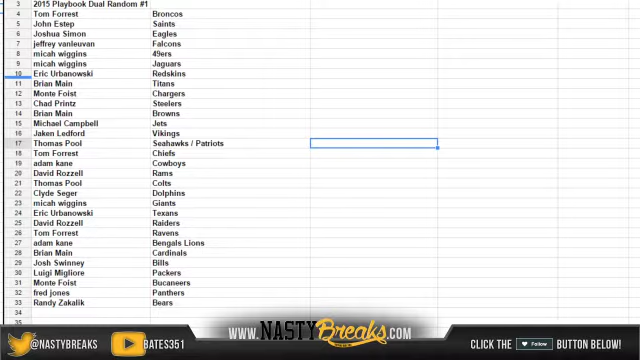 3 2015 Playbook Dual Random #1
4 Tom Forrest Broncos
5 John Estep Saints
6 Joshua Simon Eagles
7 jeffrey vanleuvan Falcons
8 micah wiggins 49ers
9 micah wiggins Jaguars
10 Eric Urbanowski Redskins
11 Brian Main Titans
12 Monte Foist Chargers
13 Chad Printz Steelers
14 Brian Main Browns
15 Michael Campbell Jets
16 Jaken Ledford Vikings
17 Thomas Pool Seahawks / Patriots
18 Tom Forrest Chiefs
19 adam kane Cowboys
20 David Rozzell Rams
21 Thomas Pool Colts
22 Clyde Seger Dolphins
23 micah wiggins Giants
24 Eric Urbanowski Texans
25 David Rozzell Raiders
26 Tom Forrest Ravens
27 adam kane Bengals Lions
28 Brian Main Cardinals
29 Josh Swinney Bills
30 Luigi Migliore Packers
31 Monte Foist Bucaneers
32 fred jones Panthers
33 Randy Zakalik Bears
34
35
@NASTYBREAKS BATES351 WWW.NASTYBreaks.COM CLICK THE Follow BUTTON BELOW!